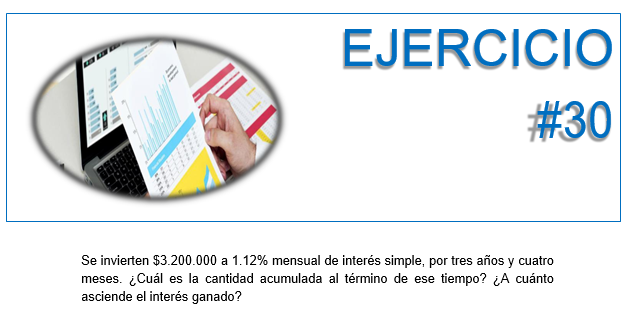 EJERCICIO
#30
Se invierten $3.200.000 a 1.12% mensual de interés simple, por tres años y cuatro
meses. ¿Cuál es la cantidad acumulada al término de ese tiempo? ¿A cuánto
asciende el interés ganado?